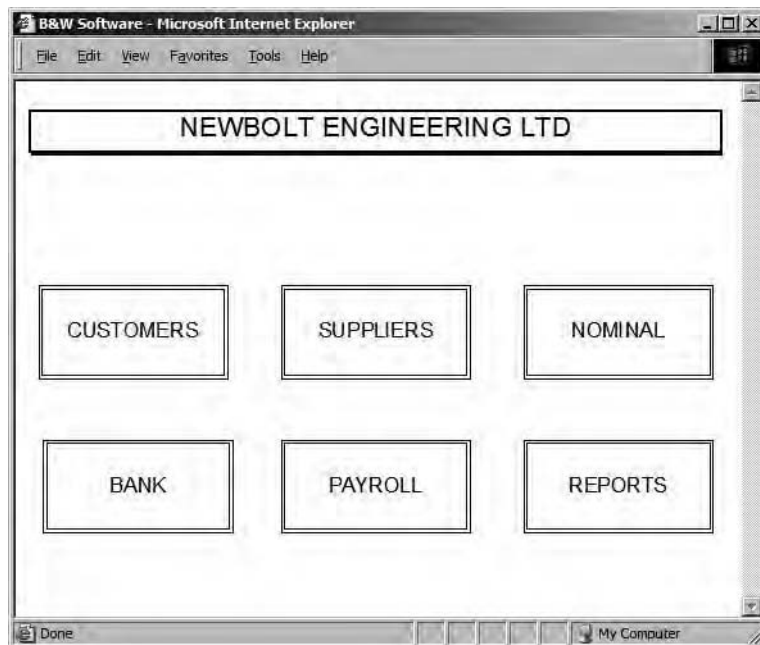 B&W Software - Microsoft Internet Explorer
File Edit View Favorites Tools Help
NEWBOLT ENGINEERING LTD
CUSTOMERS SUPPLIERS NOMINAL
BANK PAYROLL REPORTS
Done My Computer